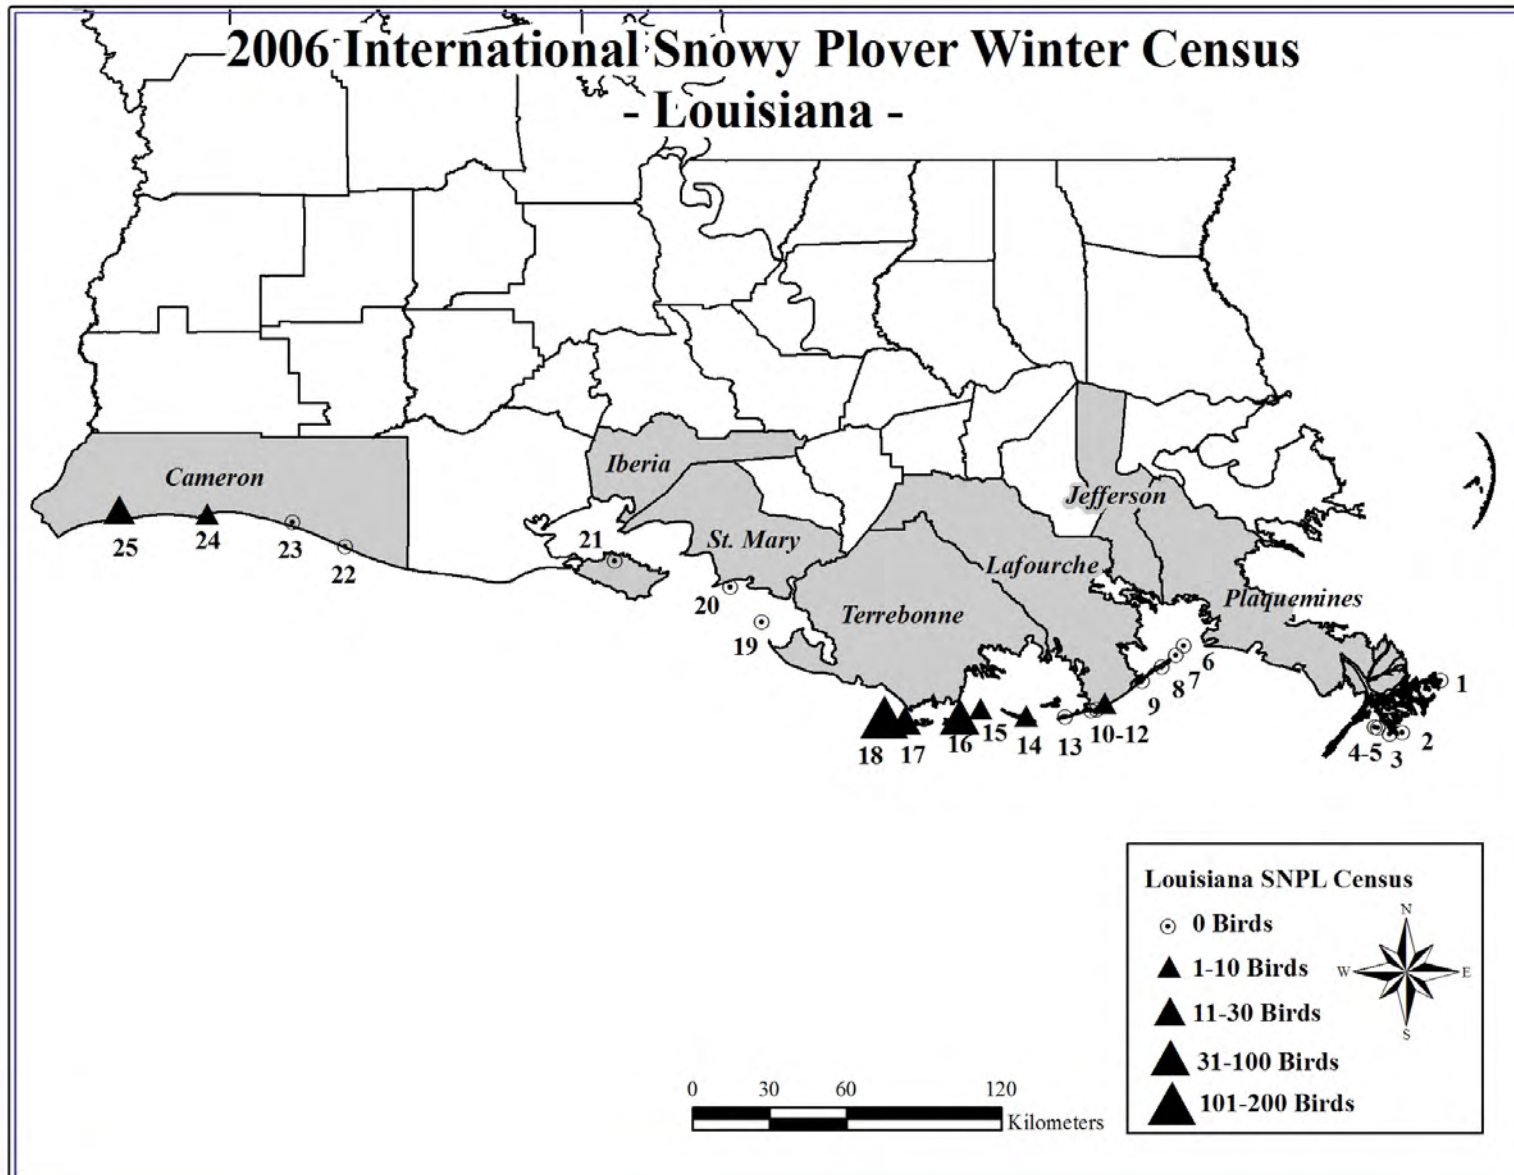 2006 International Snowy Plover Winter Census
- Louisiana -
Cameron
Iberia
Jefferson
St. Mary
Lafourche
Terrebonne
Plaquemines
25
24
23
22
21
20
19
18
17
16
15
14
13
10-12
9
8
7
6
4-5
3
2
1
Louisiana SNPL Census
0 Birds
1-10 Birds
11-30 Birds
31-100 Birds
101-200 Birds
N
W
E
S
0 30 60 120
Kilometers